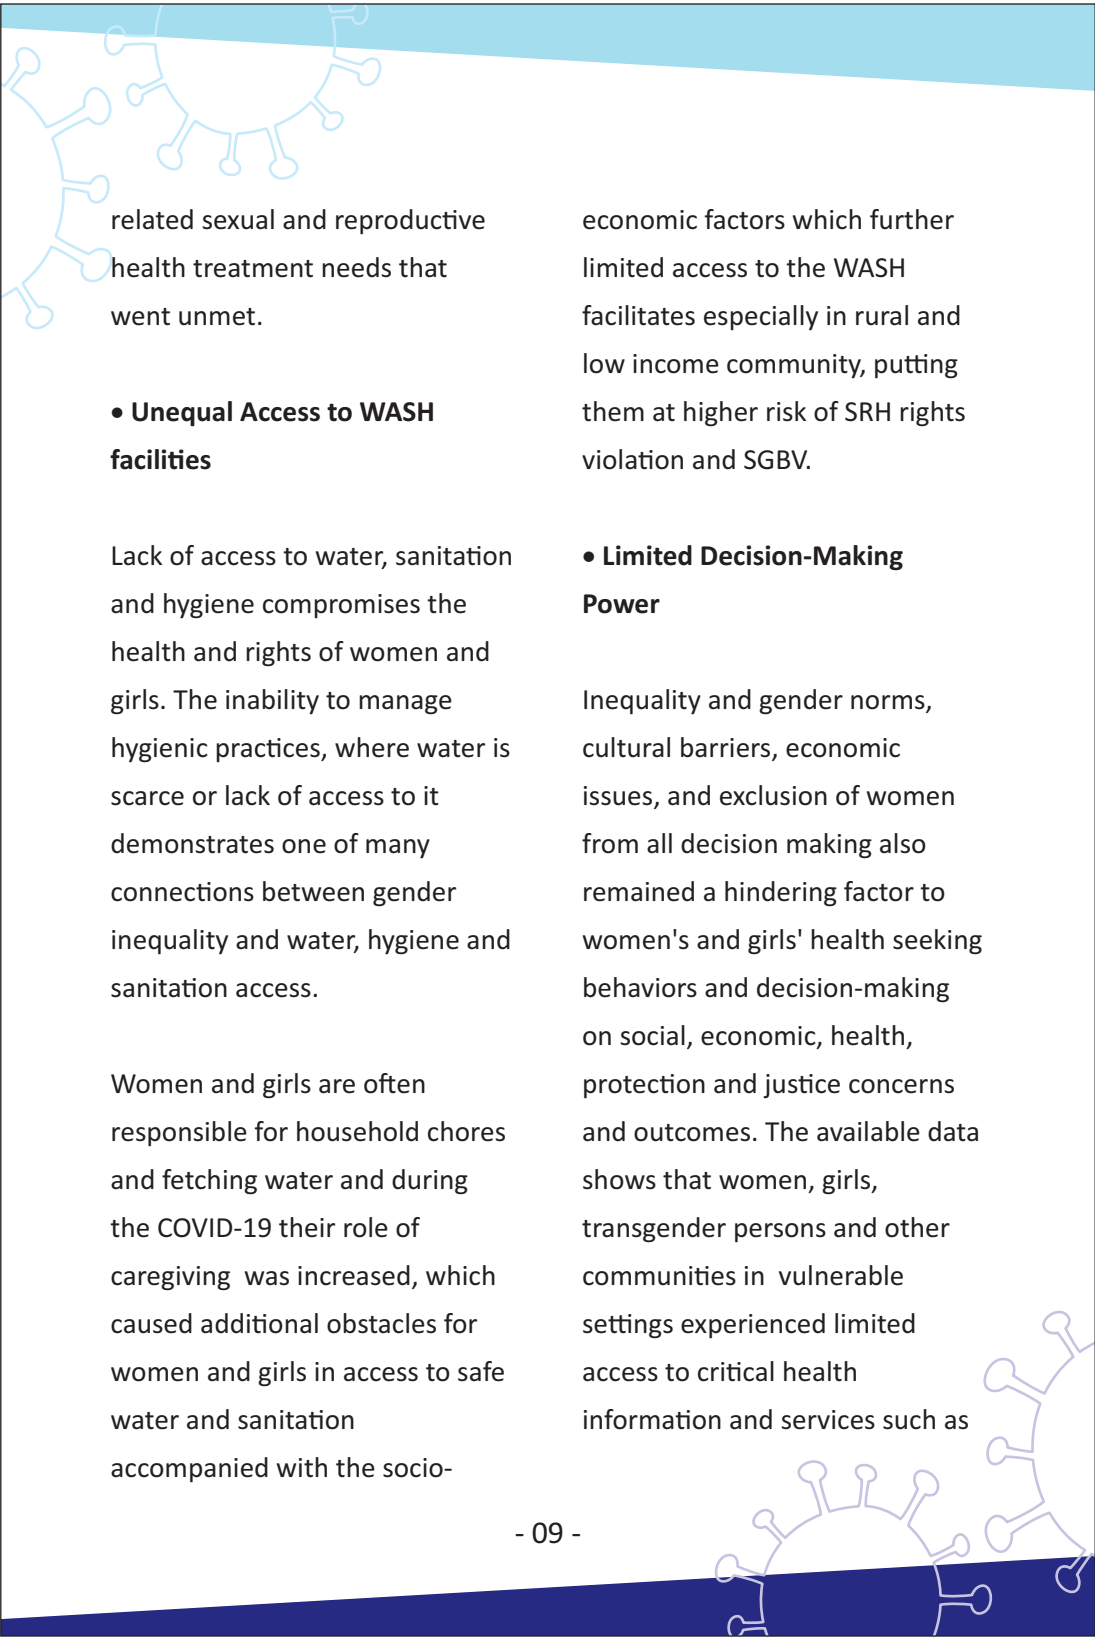 related sexual and reproductive
health treatment needs that
went unmet.
• Unequal Access to WASH
facilities
Lack of access to water, sanitation
and hygiene compromises the
health and rights of women and
girls. The inability to manage
hygienic practices, where water is
scarce or lack of access to it
demonstrates one of many
connections between gender
inequality and water, hygiene and
sanitation access.
Women and girls are often
responsible for household chores
and fetching water and during
the COVID-19 their role of
caregiving  was increased, which
caused additional obstacles for
women and girls in access to safe
water and sanitation
accompanied with the socio-
economic factors which further
limited access to the WASH
facilitates especially in rural and
low income community, putting
them at higher risk of SRH rights
violation and SGBV.
• Limited Decision-Making
Power
Inequality and gender norms,
cultural barriers, economic
issues, and exclusion of women
from all decision making also
remained a hindering factor to
women's and girls' health seeking
behaviors and decision-making
on social, economic, health,
protection and justice concerns
and outcomes. The available data
shows that women, girls,
transgender persons and other
communities in  vulnerable
settings experienced limited
access to critical health
information and services such as
- 09 -